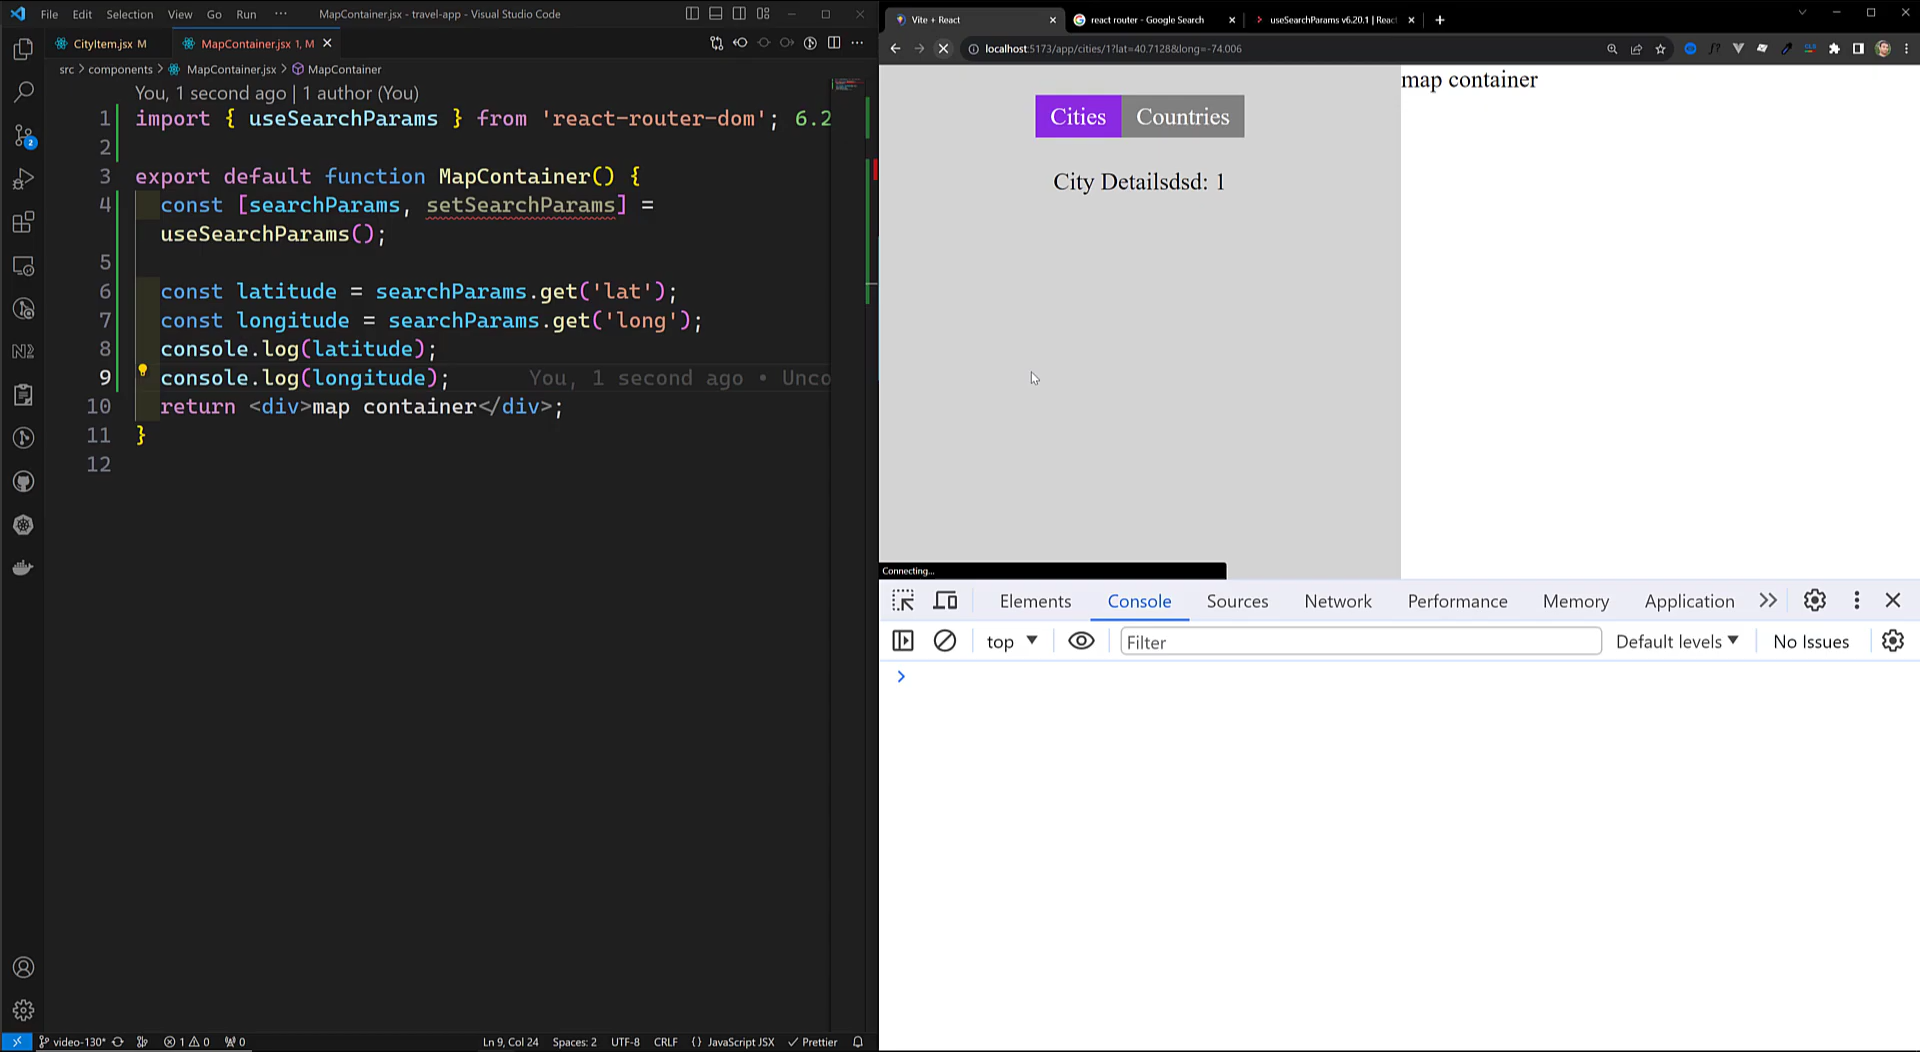 File Edit Selection View Go Run ··· MapContainer.jsx - travel-app - Visual Studio Code
CityItem.jsx M
MapContainer.jsx 1, M
src > components > MapContainer.jsx > MapContainer
You, 1 second ago | 1 author (You)
1 import { useSearchParams } from 'react-router-dom'; 6.2
2
3 export default function MapContainer() {
4 const [searchParams, setSearchParams] =
useSearchParams();
5
6 const latitude = searchParams.get('lat');
7 const longitude = searchParams.get('long');
8 console.log(latitude);
9 console.log(longitude); You, 1 second ago • Unco
10 return <div>map container</div>;
11 }
12
2
video-130* 1 0 0 Ln 9, Col 24 Spaces: 2 UTF-8 CRLF {} JavaScript JSX Prettier
Vite + React
react router - Google Search
useSearchParams v6.20.1 | Reac
localhost:5173/app/cities/1?lat=40.7128&long=-74.006
Cities Countries
City Detailsdsd: 1
map container
Connecting...
Elements Console Sources Network Performance Memory Application
top Filter Default levels No Issues